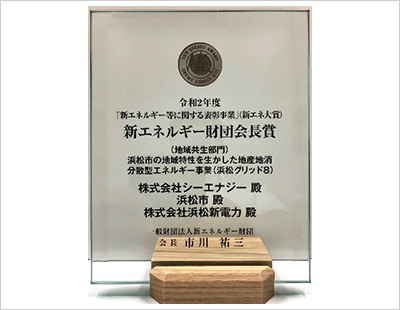 NEW ENERGY AWARD
令和2年度
「新エネルギー等に関する表彰事業」(新エネ大賞)
新エネルギー財団会長賞
(地域共生部門)
浜松市の地域特性を生かした地産地消
分散型エネルギー事業(浜松グリッド8)
株式会社シーエナジー 殿
浜松市 殿
株式会社浜松新電力 殿
一般財団法人新エネルギー財団
会長 市川 祐三